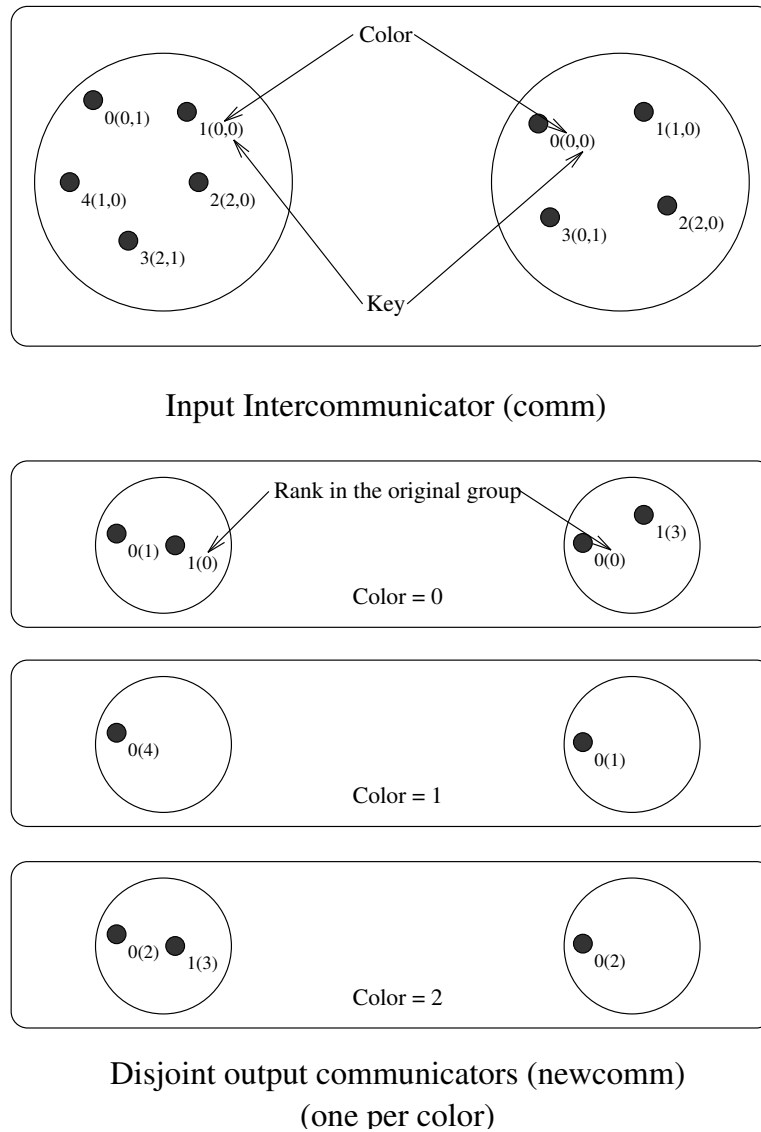 Color
0(0,1)
1(0,0)
4(1,0)
2(2,0)
3(2,1)
0(0,0)
1(1,0)
3(0,1)
2(2,0)
Key
Input Intercommunicator (comm)
Rank in the original group
0(1)
1(0)
0(0)
1(3)
Color = 0
0(4)
0(1)
Color = 1
0(2)
1(3)
0(2)
Color = 2
Disjoint output communicators (newcomm)
(one per color)